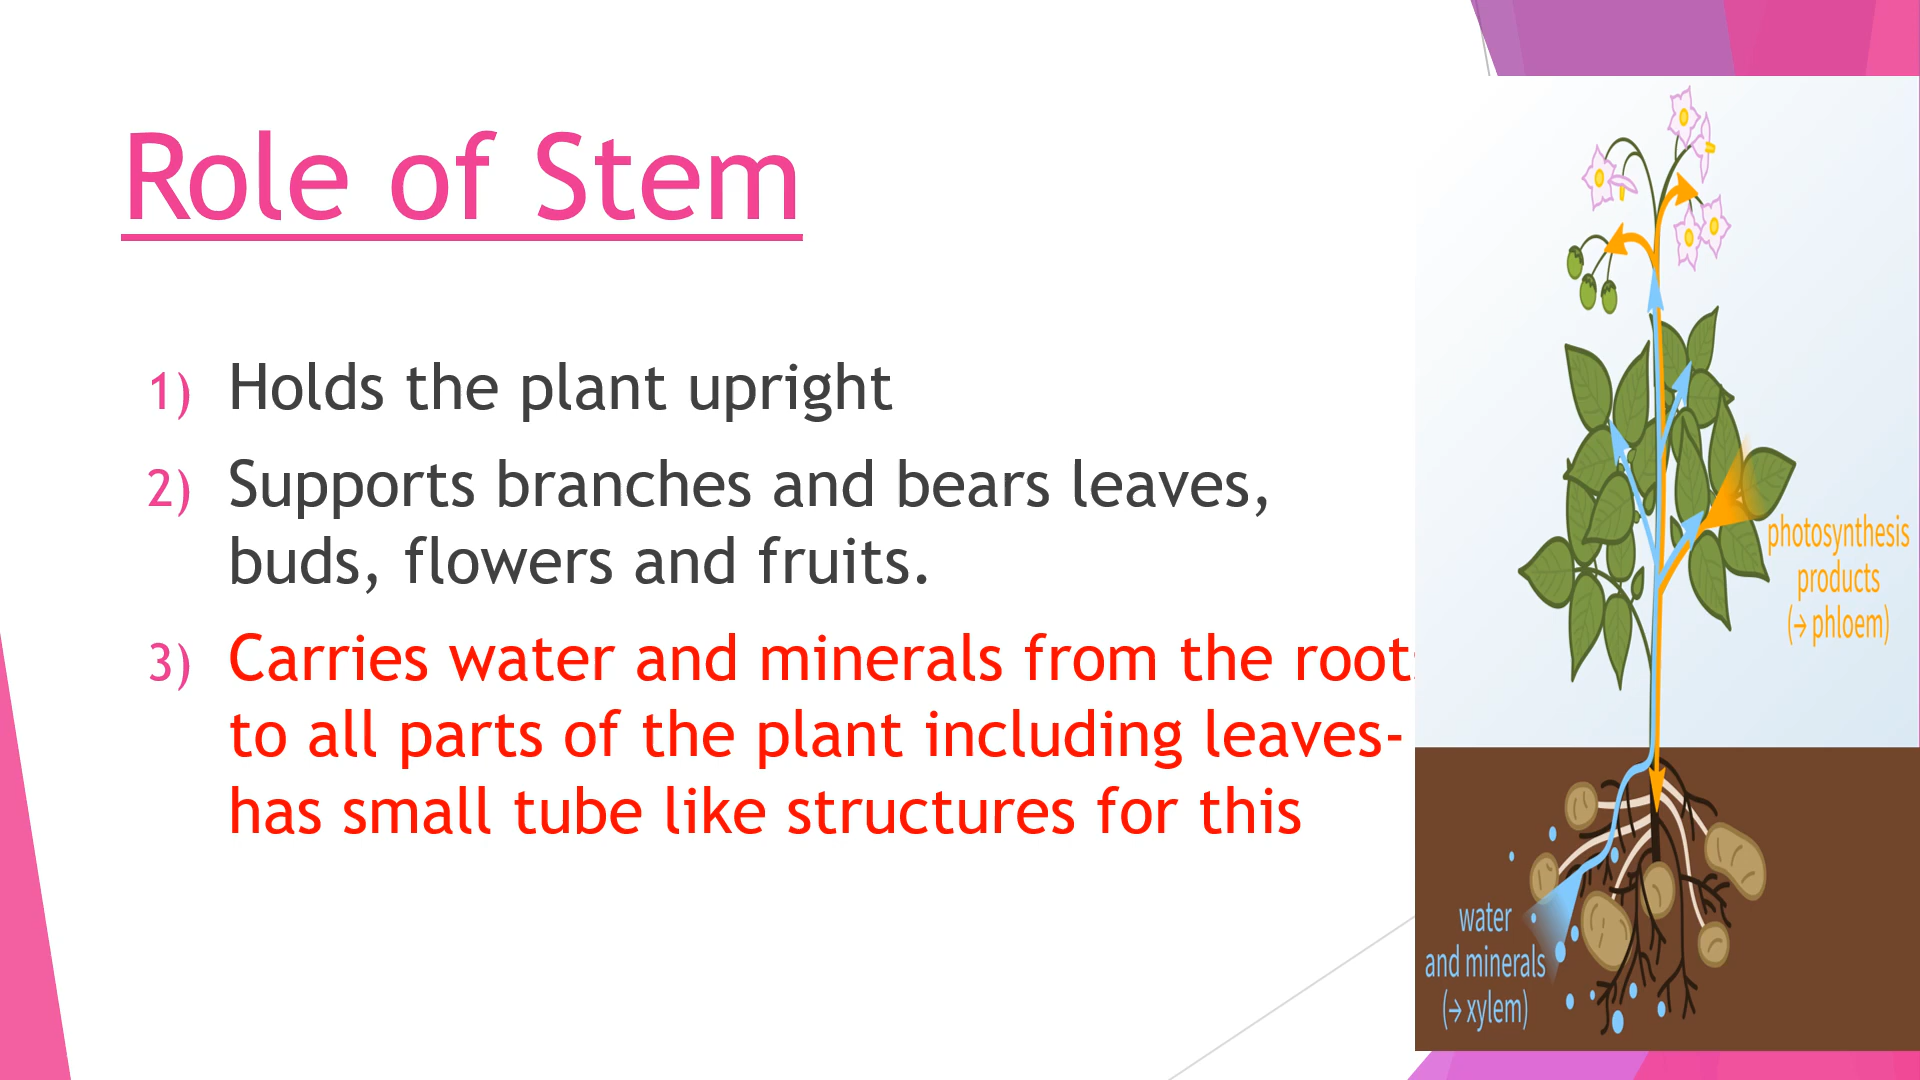 Role of Stem
1) Holds the plant upright
2) Supports branches and bears leaves,
buds, flowers and fruits.
3) Carries water and minerals from the roots
to all parts of the plant including leaves-
has small tube like structures for this
photosynthesis
products
(→ phloem)
water
and minerals
(→ xylem)